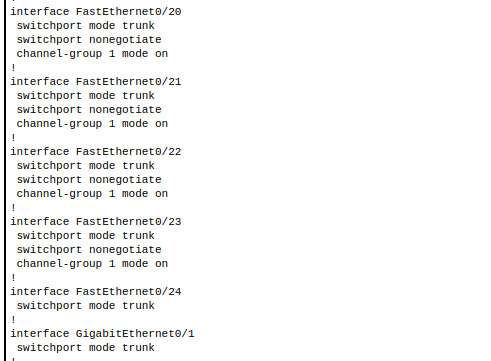 interface FastEthernet0/20
switchport mode trunk
switchport nonegotiate
channel-group 1 mode on
!
interface FastEthernet0/21
switchport mode trunk
switchport nonegotiate
channel-group 1 mode on
!
interface FastEthernet0/22
switchport mode trunk
switchport nonegotiate
channel-group 1 mode on
!
interface FastEthernet0/23
switchport mode trunk
switchport nonegotiate
channel-group 1 mode on
!
interface FastEthernet0/24
switchport mode trunk
!
interface GigabitEthernet0/1
switchport mode trunk
!